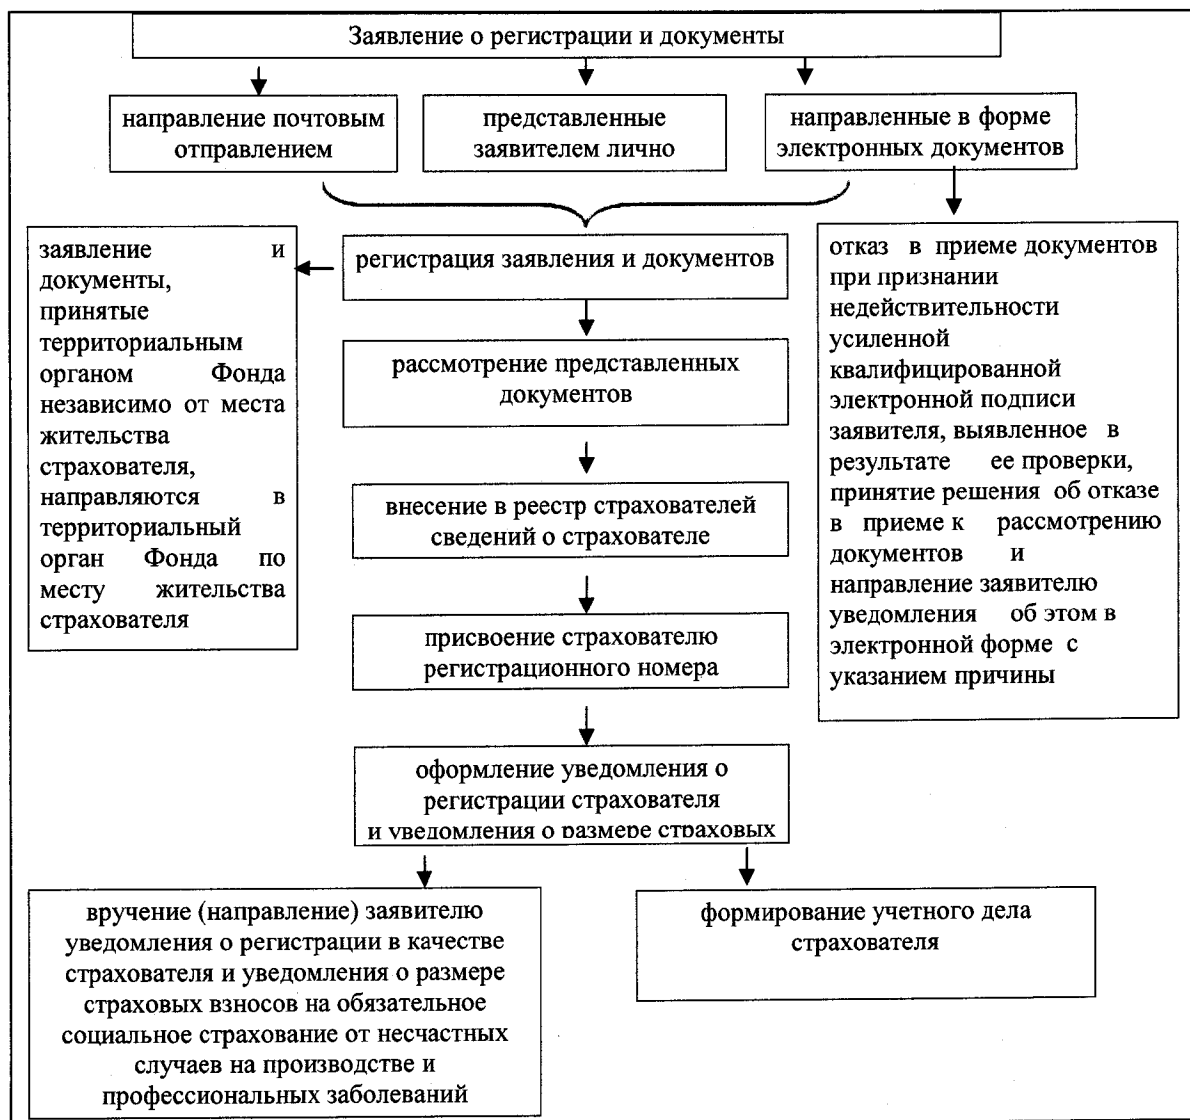 Заявление о регистрации и документы
направление почтовым
отправлением
представленные
заявителем лично
направленные в форме
электронных документов
заявление и
документы,
принятые
территориальным
органом Фонда
независимо от места
жительства
страхователя,
направляются в
территориальный
орган Фонда по
месту жительства
страхователя
регистрация заявления и документов
рассмотрение представленных
документов
внесение в реестр страхователей
сведений о страхователе
присвоение страхователю
регистрационного номера
оформление уведомления о
регистрации страхователя
и уведомления о размере страховых
отказ в приеме документов
при признании
недействительности
усиленной
квалифицированной
электронной подписи
заявителя, выявленное в
результате ее проверки,
принятие решения об отказе
в приеме к рассмотрению
документов и
направление заявителю
уведомления об этом в
электронной форме с
указанием причины
вручение (направление) заявителю
уведомления о регистрации в качестве
страхователя и уведомления о размере
страховых взносов на обязательное
социальное страхование от несчастных
случаев на производстве и
профессиональных заболеваний
формирование учетного дела
страхователя